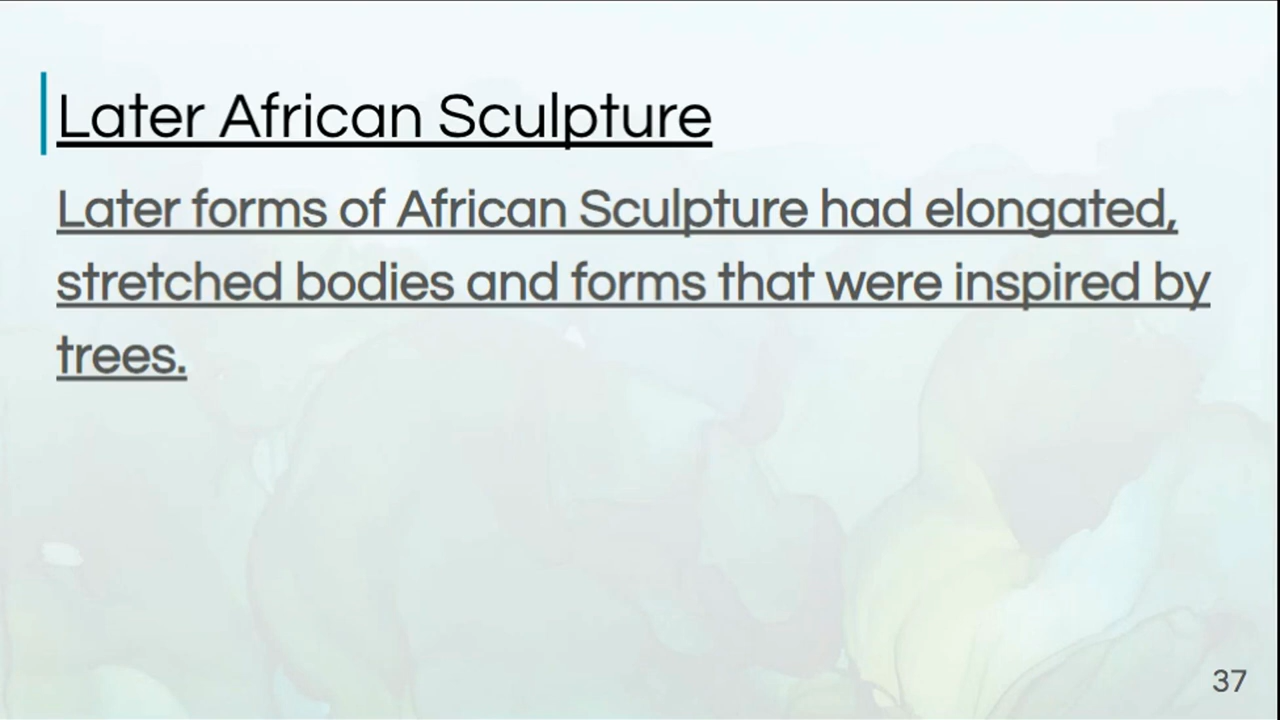 Later African Sculpture
Later forms of African Sculpture had elongated,
stretched bodies and forms that were inspired by
trees.
37